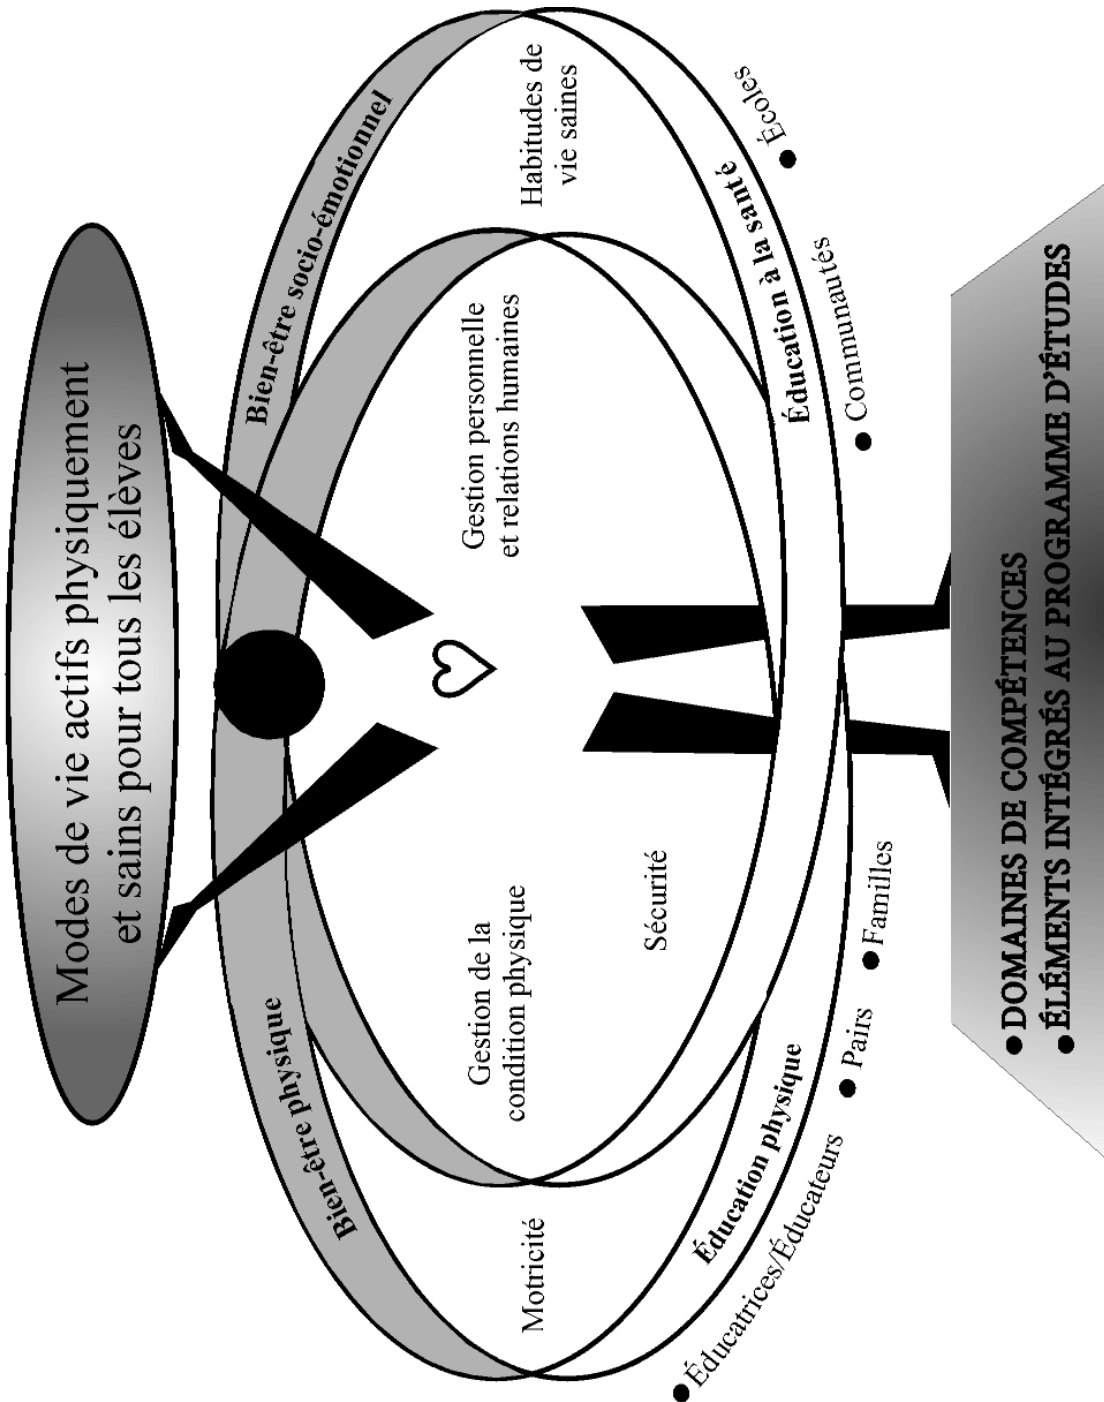 Modes de vie actifs physiquement
et sains pour tous les élèves
Bien-être physique
Bien-être socio-émotionnel
Gestion de la
condition physique
Gestion personnelle
et relations humaines
Motricité
Habitudes de
vie saines
Sécurité
Éducation physique
Éducation à la santé
● Éducatrices/Éducateurs
● Pairs
● Familles
● Communautés
● Écoles
● DOMAINES DE COMPÉTENCES
● ÉLÉMENTS INTÉGRÉS AU PROGRAMME D'ÉTUDES